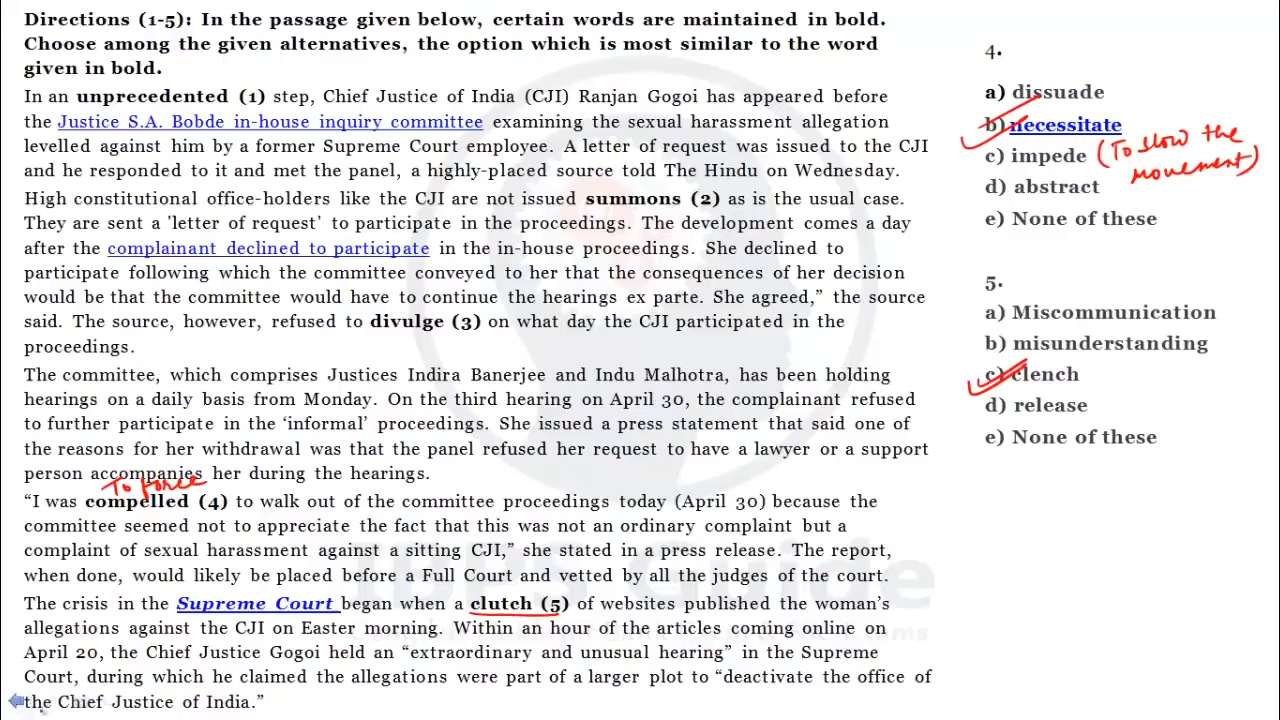 Directions (1-5): In the passage given below, certain words are maintained in bold.
Choose among the given alternatives, the option which is most similar to the word
given in bold.
In an unprecedented (1) step, Chief Justice of India (CJI) Ranjan Gogoi has appeared before
the Justice S.A. Bobde in-house inquiry committee examining the sexual harassment allegation
levelled against him by a former Supreme Court employee. A letter of request was issued to the CJI
and he responded to it and met the panel, a highly-placed source told The Hindu on Wednesday.
High constitutional office-holders like the CJI are not issued summons (2) as is the usual case.
They are sent a 'letter of request' to participate in the proceedings. The development comes a day
after the complainant declined to participate in the in-house proceedings. She declined to
participate following which the committee conveyed to her that the consequences of her decision
would be that the committee would have to continue the hearings ex parte. She agreed,” the source
said. The source, however, refused to divulge (3) on what day the CJI participated in the
proceedings.
The committee, which comprises Justices Indira Banerjee and Indu Malhotra, has been holding
hearings on a daily basis from Monday. On the third hearing on April 30, the complainant refused
to further participate in the ‘informal’ proceedings. She issued a press statement that said one of
the reasons for her withdrawal was that the panel refused her request to have a lawyer or a support
person accompanies her during the hearings.
To force
“I was compelled (4) to walk out of the committee proceedings today (April 30) because the
committee seemed not to appreciate the fact that this was not an ordinary complaint but a
complaint of sexual harassment against a sitting CJI,” she stated in a press release. The report,
when done, would likely be placed before a Full Court and vetted by all the judges of the court.
The crisis in the Supreme Court began when a clutch (5) of websites published the woman’s
allegations against the CJI on Easter morning. Within an hour of the articles coming online on
April 20, the Chief Justice Gogoi held an “extraordinary and unusual hearing” in the Supreme
Court, during which he claimed the allegations were part of a larger plot to “deactivate the office of
the Chief Justice of India.”
4.
a) dissuade
b) necessitate
c) impede (To slow the
movement)
d) abstract
e) None of these
5.
a) Miscommunication
b) misunderstanding
c) clench
d) release
e) None of these
IBPS Guide